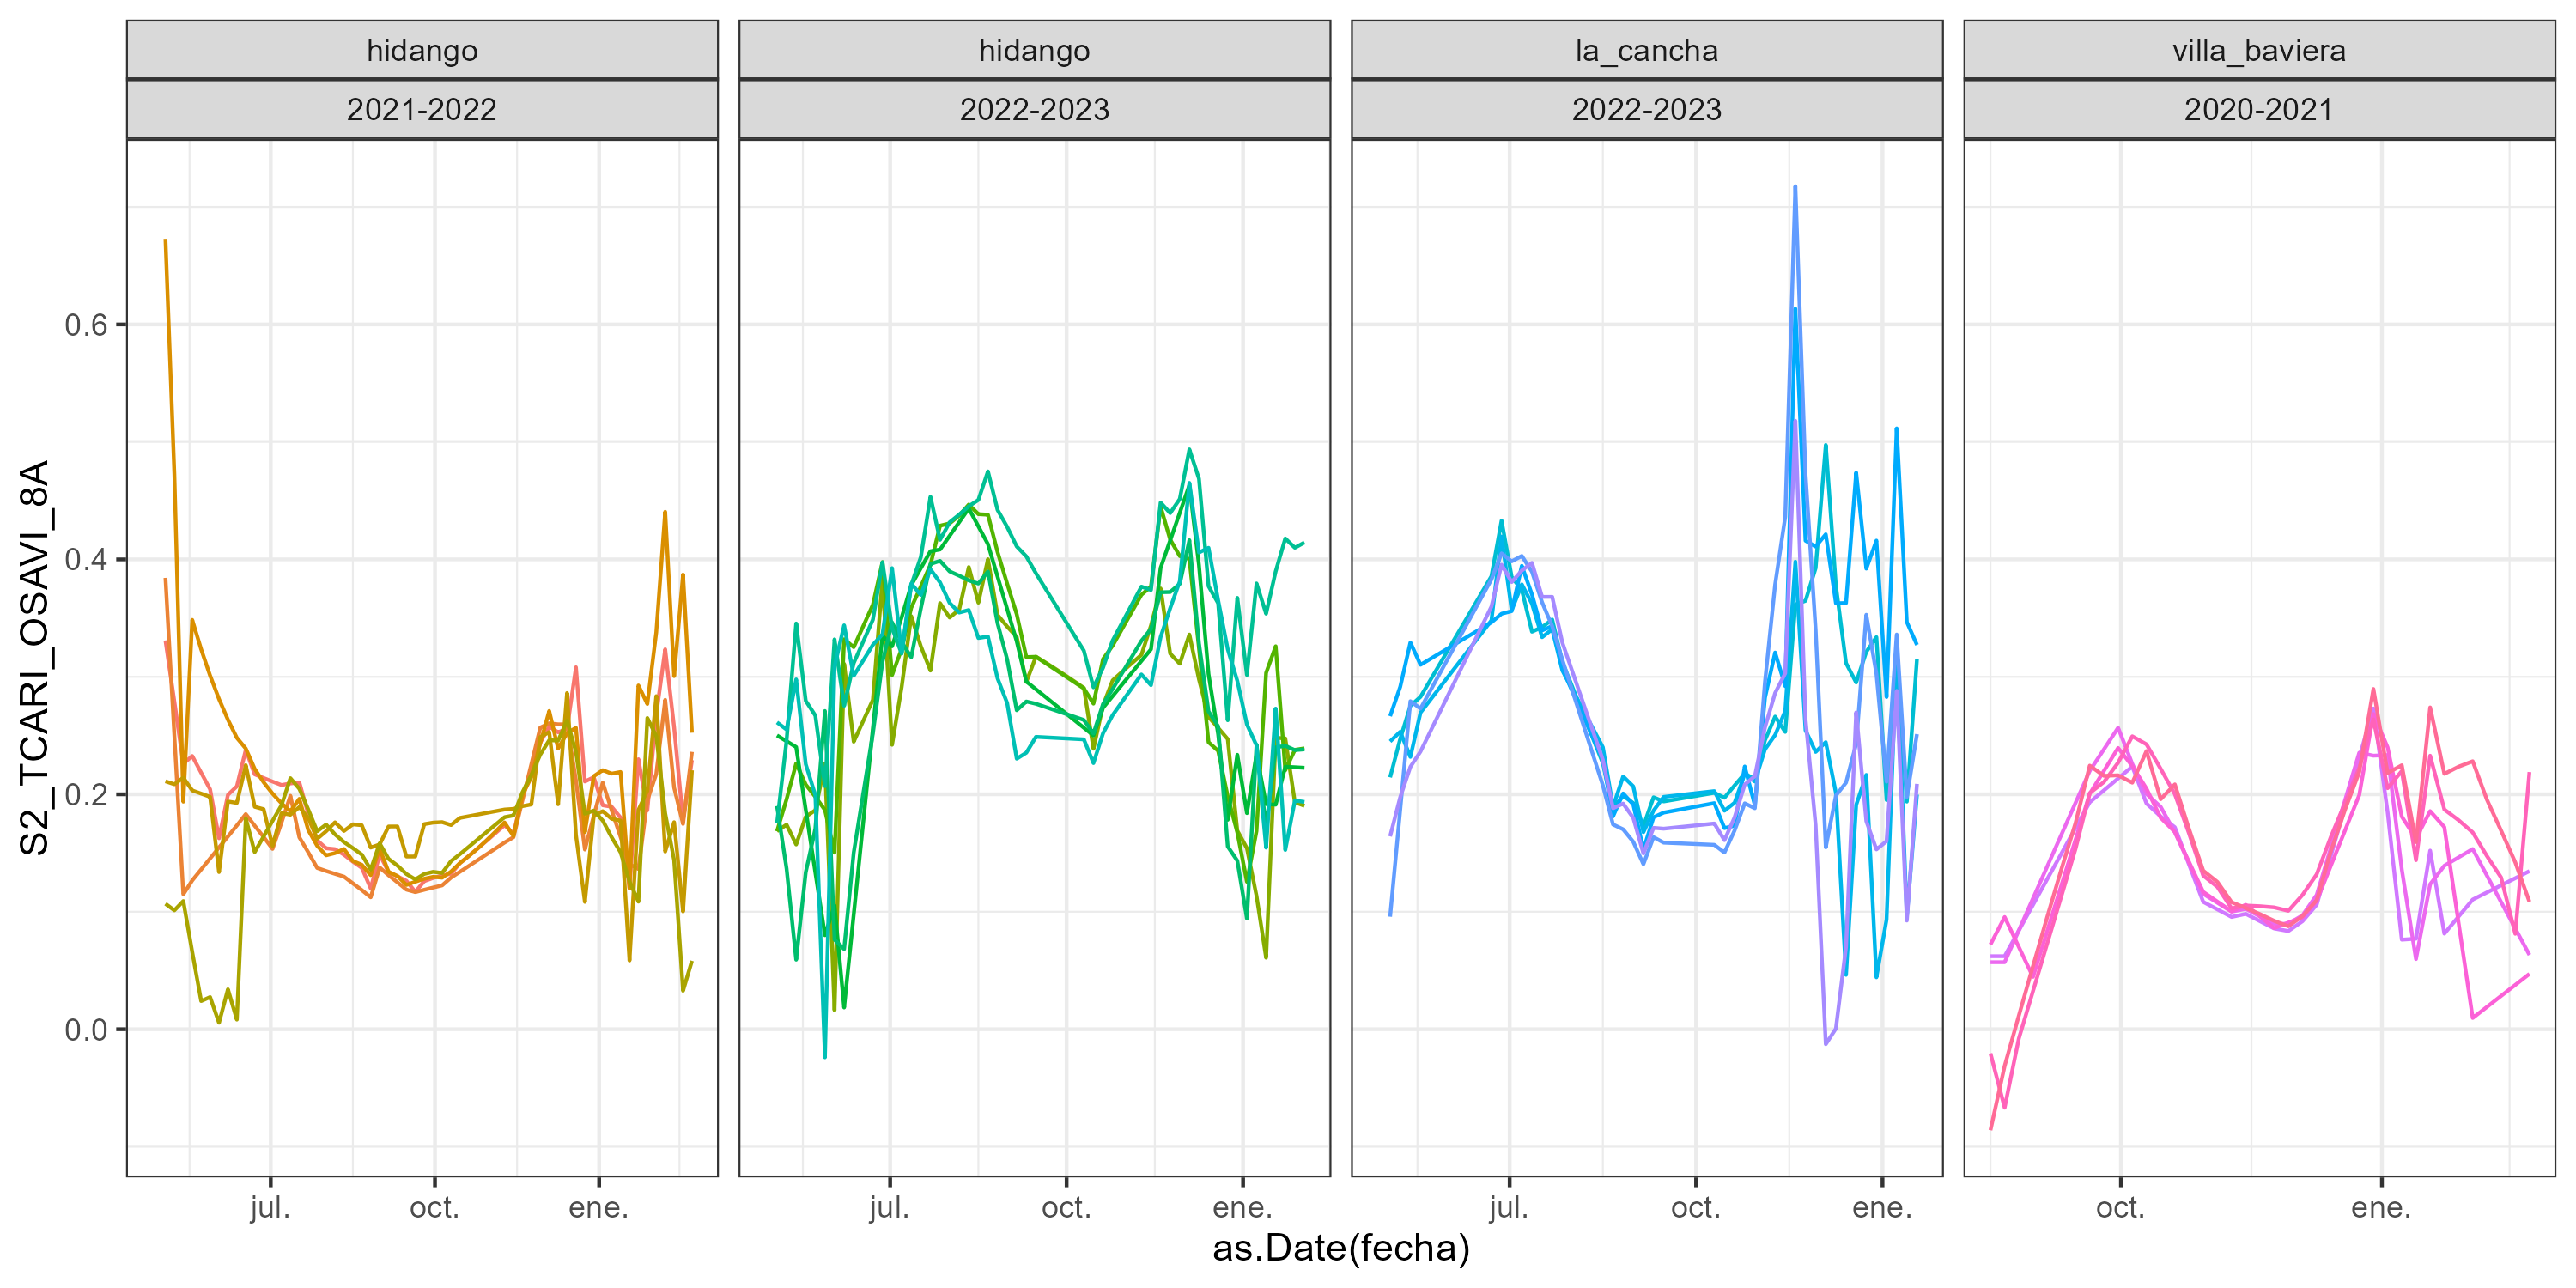 hidango
hidango
la_cancha
villa_baviera
2021-2022
2022-2023
2022-2023
2020-2021
S2_TCARI_OSAVI_8A
0.6
0.4
0.2
0.0
jul.
oct.
ene.
jul.
oct.
ene.
jul.
oct.
ene.
oct.
ene.
as.Date(fecha)